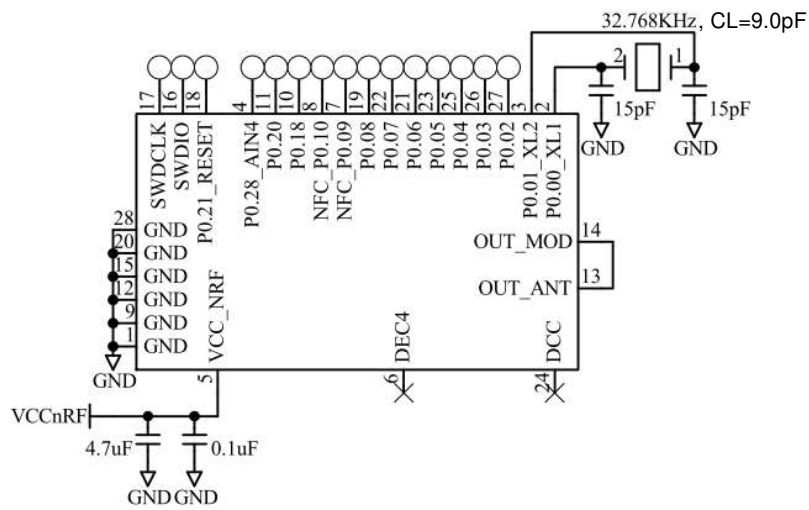 32.768KHz, CL=9.0pF
2
1
15pF
15pF
GND
GND
17
16
18
4
11
10
8
7
19
22
21
23
25
26
27
3
2
SWDCLK
SWDIO
P0.21_RESET
P0.28_AIN4
P0.20
P0.18
NFC_P0.10
NFC_P0.09
P0.08
P0.07
P0.06
P0.05
P0.04
P0.03
P0.02
P0.01_XL2
P0.00_XL1
28 GND
20 GND
15 GND
12 GND
9 GND
1 GND
GND
OUT_MOD 14
OUT_ANT 13
VCC_NRF
DEC4
DCC
5
6
24
VCCnRF
4.7uF
0.1uF
GND
GND